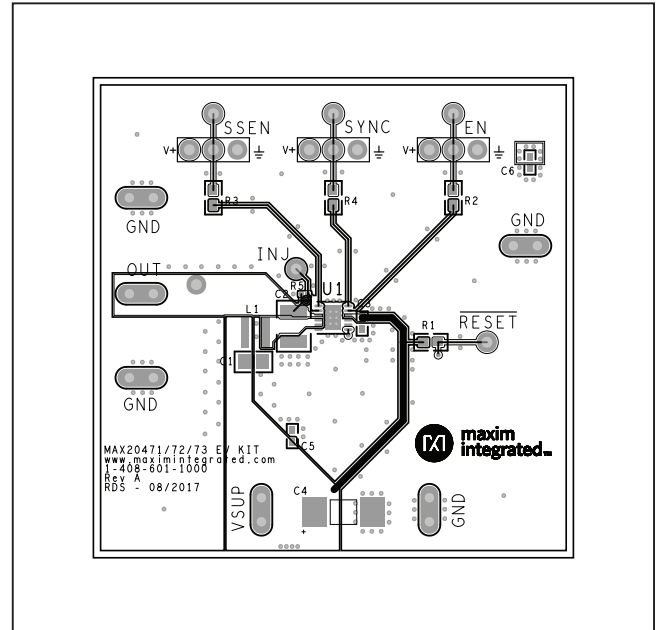 SSEN
SYNC
EN
V+
V+
V+
C6
R3
R4
R2
GND
GND
INJ
OUT
R5
C2
U1
L1
C3
R1
RESET
C1
GND
maxim
integrated™
C5
MAX20471/72/73 EV KIT
www.maximintegrated.com
1-408-601-1000
Rev A
RDS - 08/2017
VSUP
C4
+
GND